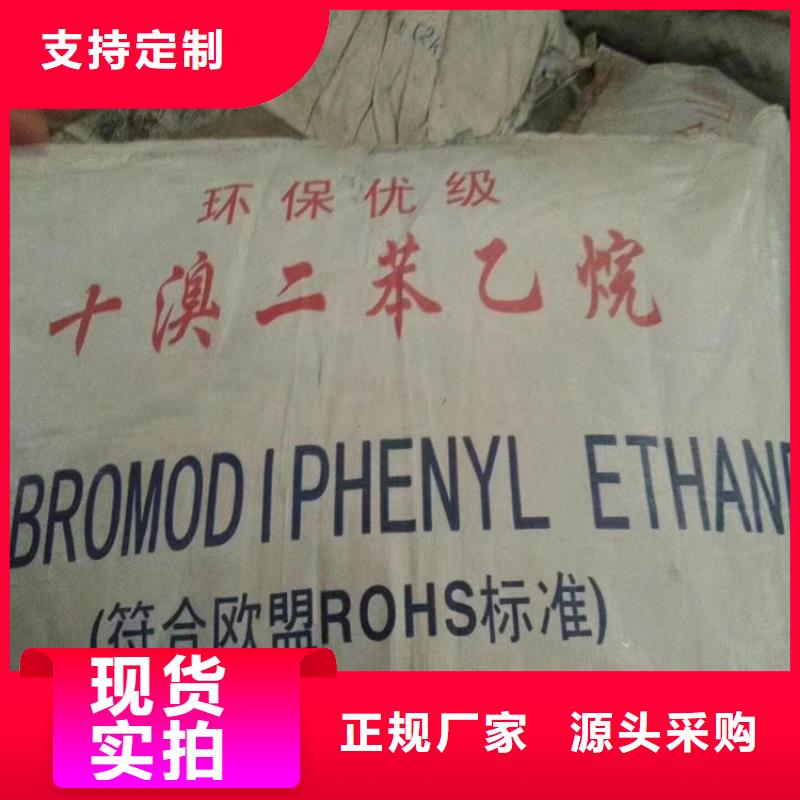 支持定制
环保优级
十溴二苯乙烷
BROMODIPHENYL ETHAN
(符合欧盟ROHS标准)
现货
实拍
正规厂家 源头采购